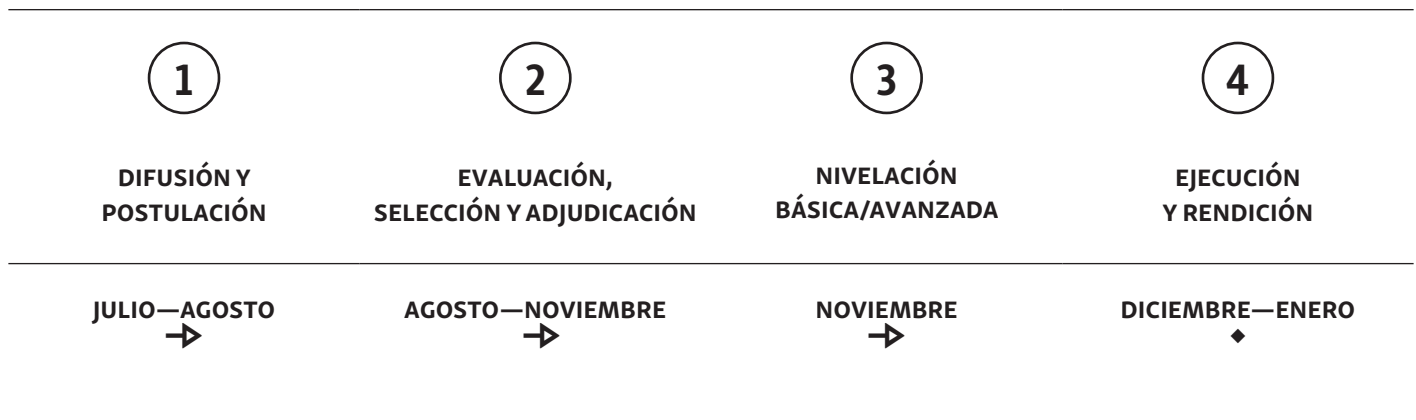 1
2
3
4
DIFUSIÓN Y
POSTULACIÓN
EVALUACIÓN,
SELECCIÓN Y ADJUDICACIÓN
NIVELACIÓN
BÁSICA/AVANZADA
EJECUCIÓN
Y RENDICIÓN
JULIO—AGOSTO
AGOSTO—NOVIEMBRE
NOVIEMBRE
DICIEMBRE—ENERO